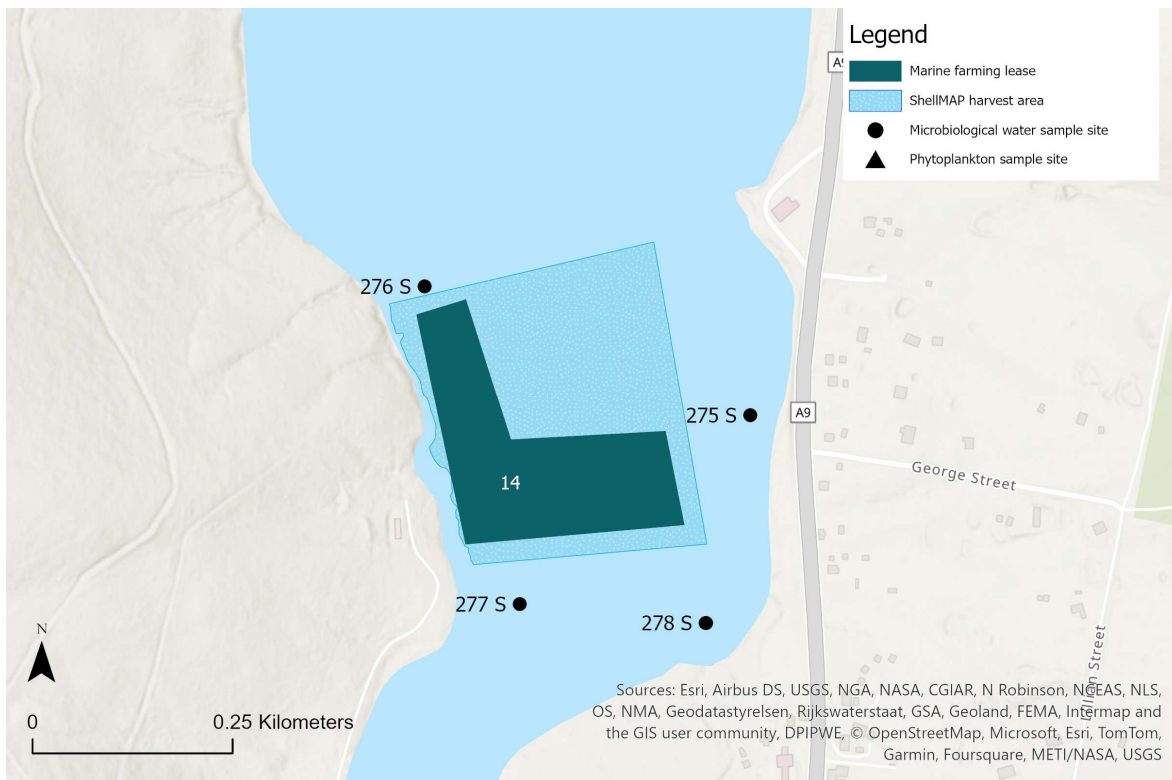 Legend
Marine farming lease
ShellMAP harvest area
Microbiological water sample site
Phytoplankton sample site
276 S
275 S
A9
George Street
14
277 S
278 S
N
0
0.25 Kilometers
Sources: Esri, Airbus DS, USGS, NGA, NASA, CGIAR, N Robinson, NCEAS, NLS,
OS, NMA, Geodatastyrelsen, Rijkswaterstaat, GSA, Geoland, FEMA, Intermap and
the GIS user community, DPIPWE, © OpenStreetMap, Microsoft, Esri, TomTom,
Garmin, Foursquare, METI/NASA, USGS
Street